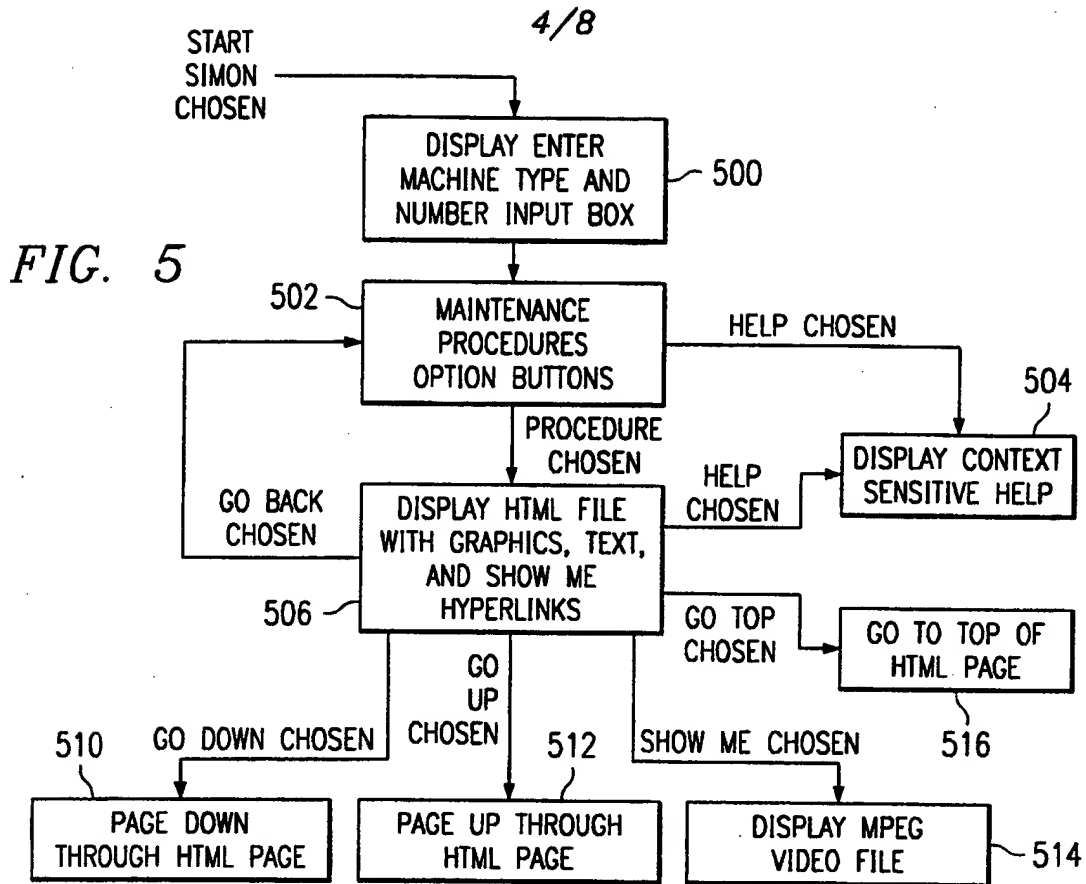 4/8
START
SIMON
CHOSEN
DISPLAY ENTER
MACHINE TYPE AND
NUMBER INPUT BOX
500
FIG. 5
502
MAINTENANCE
PROCEDURES
OPTION BUTTONS
HELP CHOSEN
504
PROCEDURE
CHOSEN
DISPLAY CONTEXT
SENSITIVE HELP
HELP
CHOSEN
GO BACK
CHOSEN
DISPLAY HTML FILE
WITH GRAPHICS, TEXT,
AND SHOW ME
HYPERLINKS
506
GO TOP
CHOSEN
GO TO TOP OF
HTML PAGE
516
GO
UP
CHOSEN
510
GO DOWN CHOSEN
512
SHOW ME CHOSEN
PAGE DOWN
THROUGH HTML PAGE
PAGE UP THROUGH
HTML PAGE
DISPLAY MPEG
VIDEO FILE
514